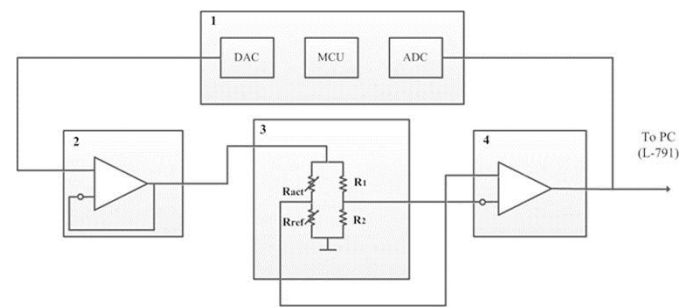 1
DAC
MCU
ADC
2
3
4
To PC
(L-791)
Ract
R1
Rref
R2